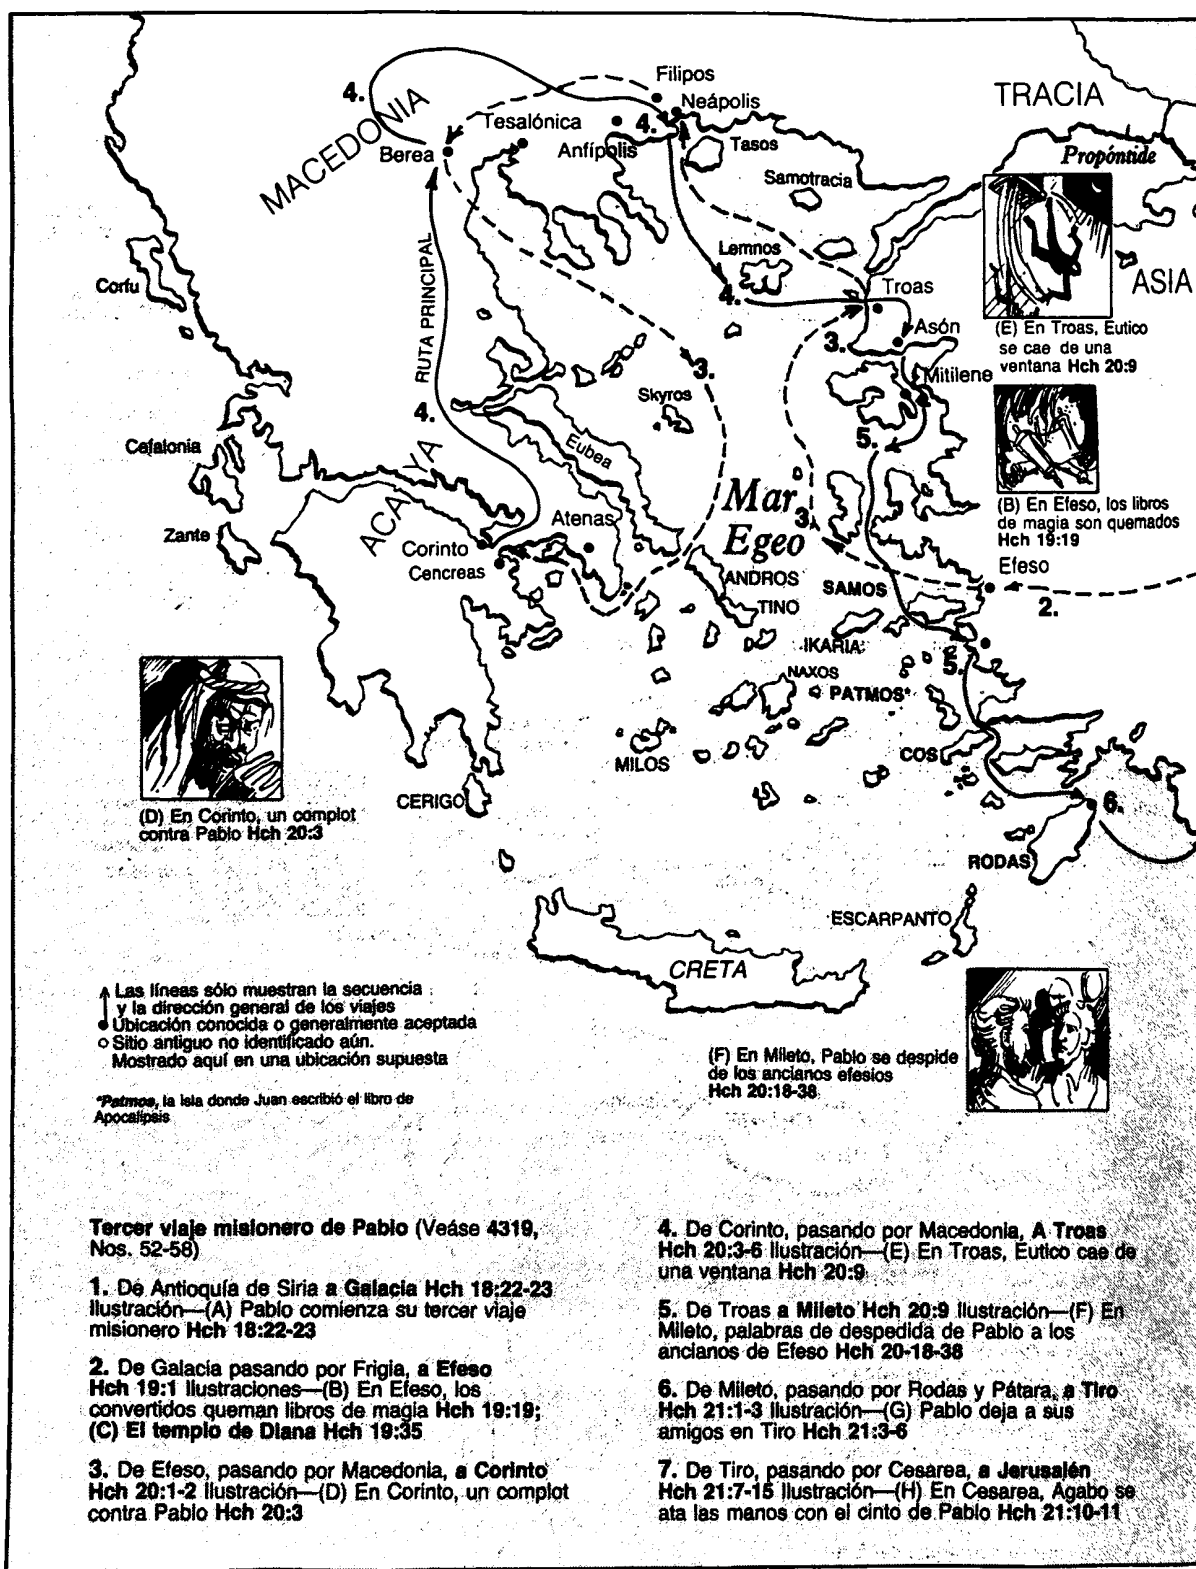 4.
Filipos
Neápolis
TRACIA
MACEDONIA
Tesalónica
4.
Berea
Anfípolis
Tasos
Propóntide
Samotracia
Corfu
RUTA PRINCIPAL
Lemnos
4.
Troas
ASIA
3.
Asón
(E) En Troas, Eutico
se cae de una
ventana Hch 20:9
3.
Mitilene
Skyros
4.
5.
Cefalonia
Eubea
ACAYA
Mar
Egeo
3.
(B) En Efeso, los libros
de magia son quemados
Hch 19:19
Zante
Atenas
Corinto
Cencreas
Efeso
ANDROS
SAMOS
2.
TINO
IKARIA
5.
NAXOS
PATMOS*
MILOS
COS
CERIGO
6.
(D) En Corinto, un complot
contra Pablo Hch 20:3
RODAS
ESCARPANTO
CRETA
Las líneas sólo muestran la secuencia
y la dirección general de los viajes
Ubicación conocida o generalmente aceptada
Sitio antiguo no identificado aún.
Mostrado aquí en una ubicación supuesta
*Patmos, la isla donde Juan escribió el libro de
Apocalipsis
(F) En Mileto, Pablo se despide
de los ancianos efesios
Hch 20:18-38
Tercer viaje misionero de Pablo (Veáse 4319,
Nos. 52-58)
1. De Antioquía de Siria a Galacia Hch 18:22-23
Ilustración—(A) Pablo comienza su tercer viaje
misionero Hch 18:22-23
2. De Galacia pasando por Frigia, a Efeso
Hch 19:1 Ilustraciones—(B) En Efeso, los
convertidos queman libros de magia Hch 19:19;
(C) El templo de Diana Hch 19:35
3. De Efeso, pasando por Macedonia, a Corinto
Hch 20:1-2 Ilustración—(D) En Corinto, un complot
contra Pablo Hch 20:3
4. De Corinto, pasando por Macedonia, A Troas
Hch 20:3-6 Ilustración—(E) En Troas, Eutico cae de
una ventana Hch 20:9
5. De Troas a Mileto Hch 20:9 Ilustración—(F) En
Mileto, palabras de despedida de Pablo a los
ancianos de Efeso Hch 20-18-38
6. De Mileto, pasando por Rodas y Pátara, a Tiro
Hch 21:1-3 Ilustración—(G) Pablo deja a sus
amigos en Tiro Hch 21:3-6
7. De Tiro, pasando por Cesarea, a Jerusalén
Hch 21:7-15 Ilustración—(H) En Cesarea, Agabo se
ata las manos con el cinto de Pablo Hch 21:10-11